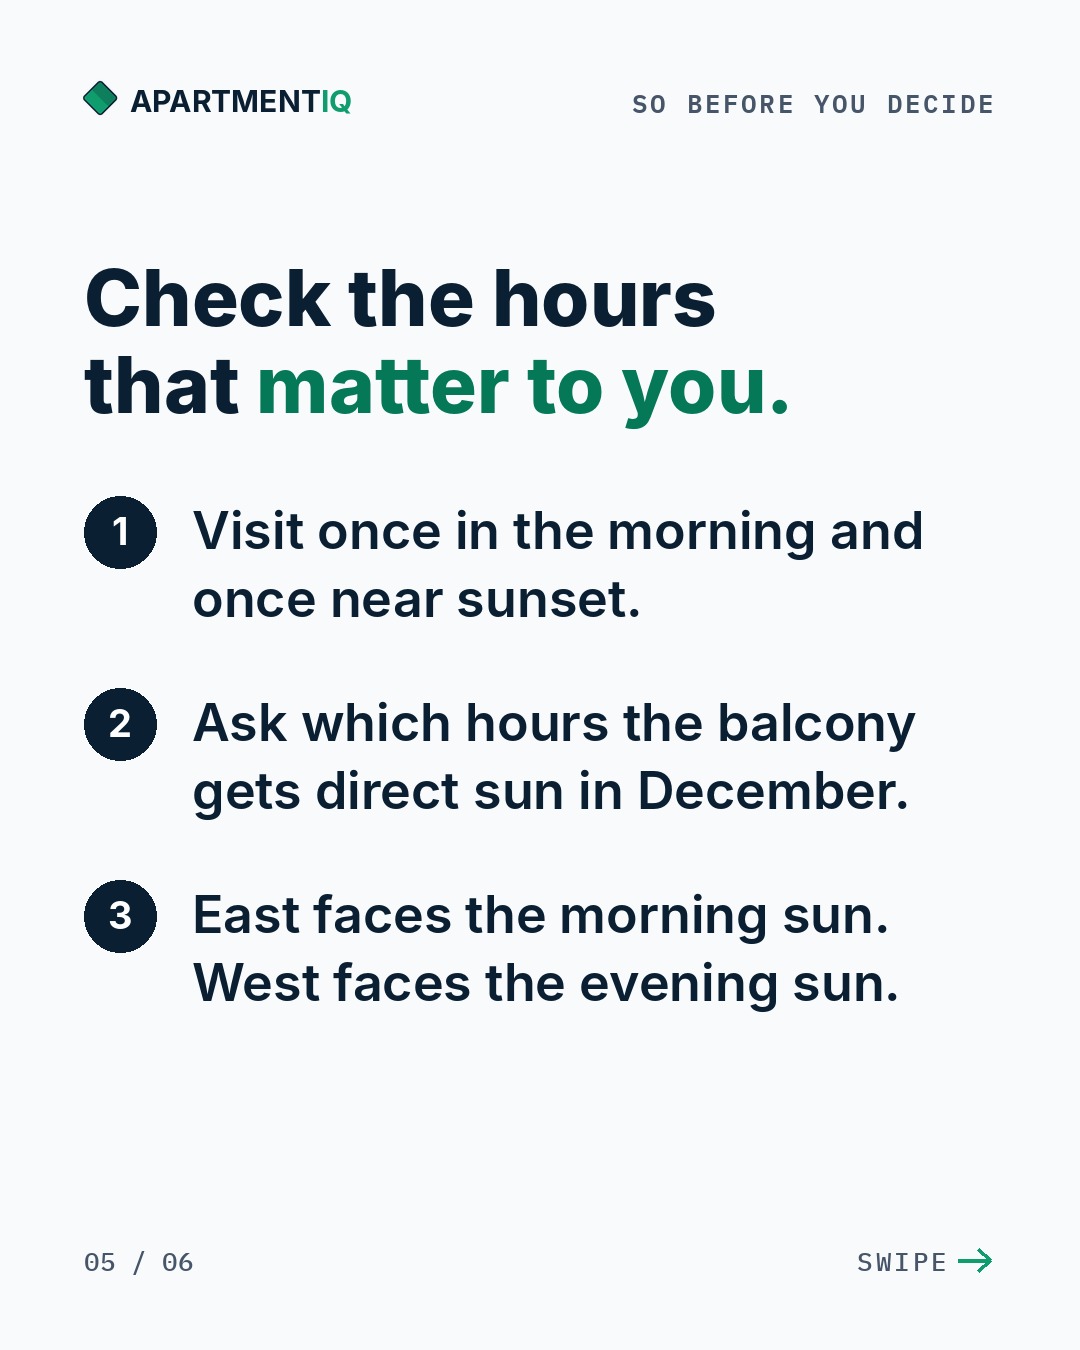 APARTMENTIQ
SO BEFORE YOU DECIDE
Check the hours
that matter to you.
1 Visit once in the morning and
once near sunset.
2 Ask which hours the balcony
gets direct sun in December.
3 East faces the morning sun.
West faces the evening sun.
05 / 06
SWIPE →